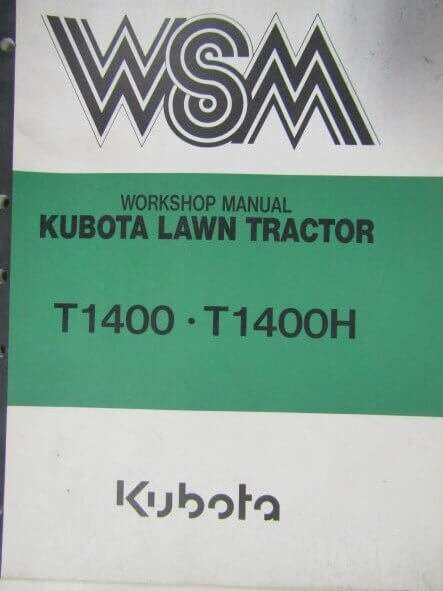 WSM
WORKSHOP MANUAL
KUBOTA LAWN TRACTOR
T1400 · T1400H
Kubota